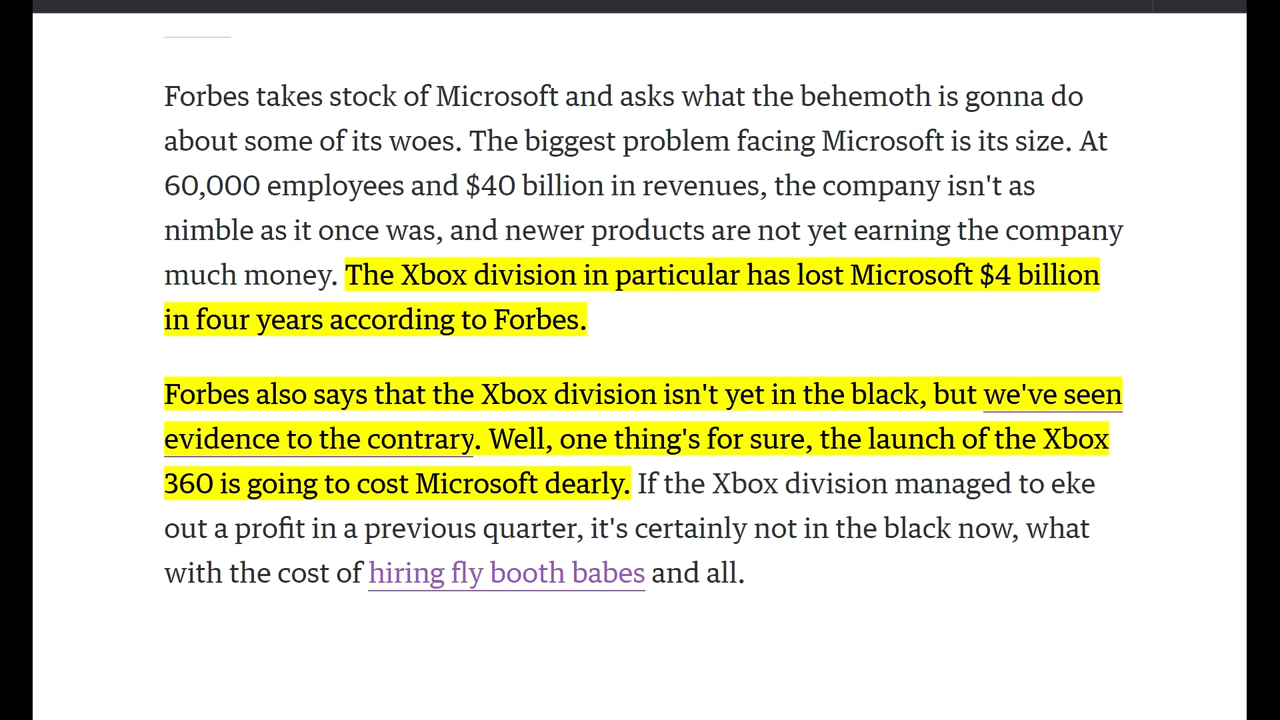 Forbes takes stock of Microsoft and asks what the behemoth is gonna do
about some of its woes. The biggest problem facing Microsoft is its size. At
60,000 employees and $40 billion in revenues, the company isn't as
nimble as it once was, and newer products are not yet earning the company
much money. The Xbox division in particular has lost Microsoft $4 billion
in four years according to Forbes.
Forbes also says that the Xbox division isn't yet in the black, but we've seen
evidence to the contrary. Well, one thing's for sure, the launch of the Xbox
360 is going to cost Microsoft dearly. If the Xbox division managed to eke
out a profit in a previous quarter, it's certainly not in the black now, what
with the cost of hiring fly booth babes and all.